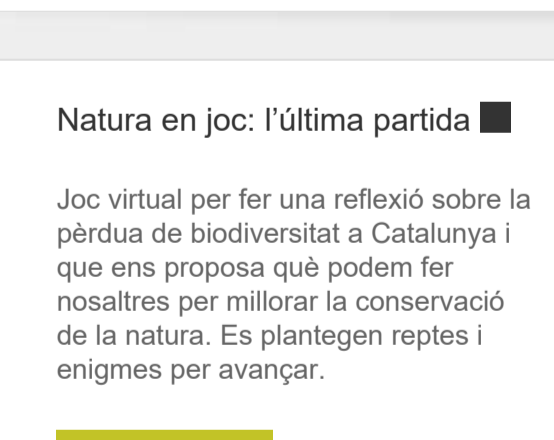 Natura en joc: l’última partida
Joc virtual per fer una reflexió sobre la
pèrdua de biodiversitat a Catalunya i
que ens proposa què podem fer
nosaltres per millorar la conservació
de la natura. Es plantegen reptes i
enigmes per avançar.